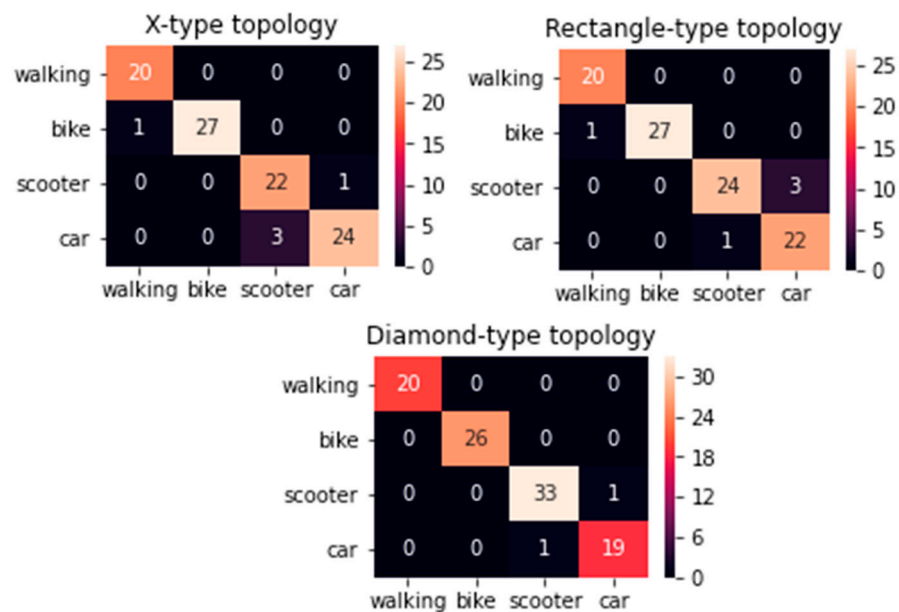 X-type topology
walking 20 0 0 0
bike 1 27 0 0
scooter 0 0 22 1
car 0 0 3 24
walking bike scooter car
25
20
15
10
5
0
Rectangle-type topology
walking 20 0 0 0
bike 1 27 0 0
scooter 0 0 24 3
car 0 0 1 22
walking bike scooter car
25
20
15
10
5
0
Diamond-type topology
walking 20 0 0 0
bike 0 26 0 0
scooter 0 0 33 1
car 0 0 1 19
walking bike scooter car
30
24
18
12
6
0